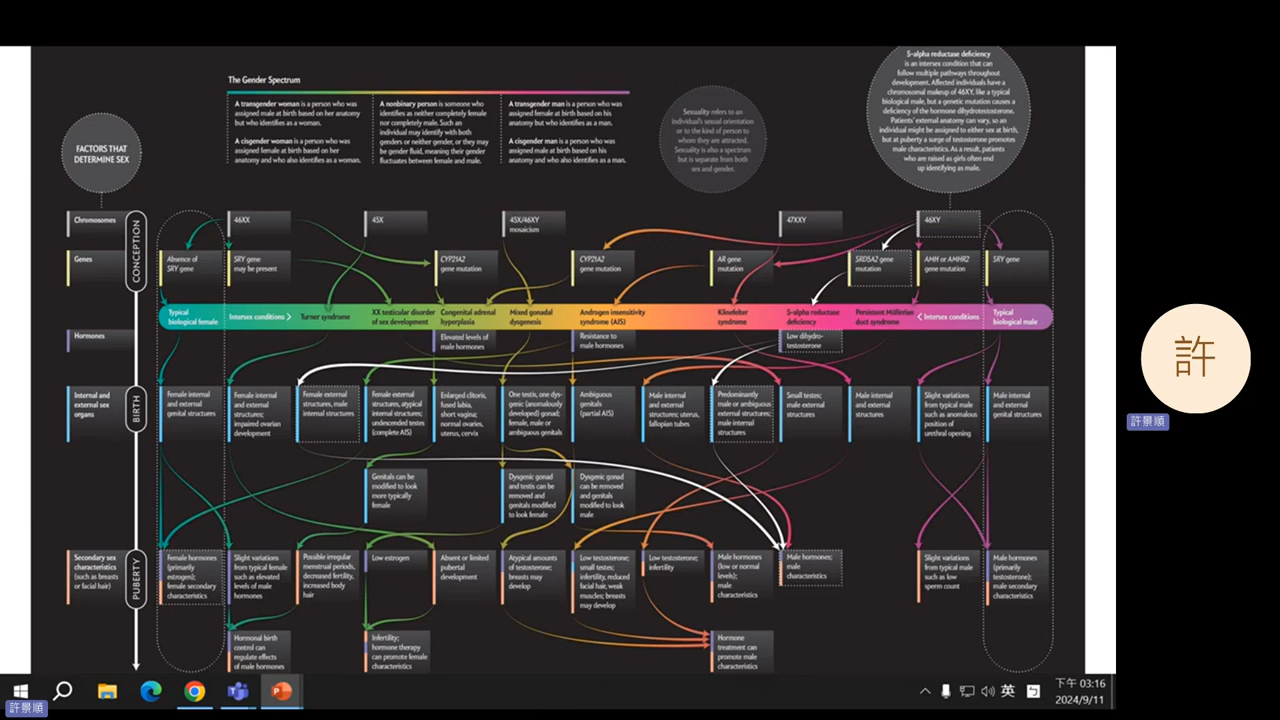 The Gender Spectrum
A transgender woman is a person who was
assigned male at birth based on her anatomy
but who identifies as a woman.
A cisgender woman is a person who was
assigned female at birth based on her
anatomy and who also identifies as a woman.
A nonbinary person is someone who
identifies as neither completely female
nor completely male. Such an
individual may identify with both
genders or neither gender, or they may
be gender fluid, meaning their gender
fluctuates between female and male.
A transgender man is a person who was
assigned female at birth based on his
anatomy but who identifies as a man.
A cisgender man is a person who was
assigned male at birth based on his
anatomy and who also identifies as a man.
Sexuality refers to an
individual's sexual orientation
or to the kind of person to
whom they are attracted.
Sexuality is also a spectrum
but is separate from both
sex and gender.
5-alpha reductase deficiency
is an intersex condition that can
follow multiple pathways throughout
development. Affected individuals have a
chromosomal makeup of 46XY, like a typical
biological male, but a genetic mutation causes a
deficiency of the hormone dihydrotestosterone.
Patients' external anatomy can vary, so an
individual might be assigned to either sex at birth,
but at puberty a surge of testosterone promotes
male characteristics. As a result, patients
who are raised as girls often end
up identifying as male.
FACTORS THAT
DETERMINE SEX
CONCEPTION
Chromosomes
46XX
45X
45X/46XY
mosaicism
47XXY
46XY
Genes
Absence of
SRY gene
SRY gene
may be present
CYP21A2
gene mutation
CYP21A2
gene mutation
AR gene
mutation
SRD5A2 gene
mutation
AMH or AMHR2
gene mutation
SRY gene
Typical
biological female
Intersex conditions >
Turner syndrome
XX testicular disorder
of sex development
Congenital adrenal
hyperplasia
Mixed gonadal
dysgenesis
Androgen insensitivity
syndrome (AIS)
Klinefelter
syndrome
5-alpha reductase
deficiency
Persistent Müllerian
duct syndrome
< Intersex conditions
Typical
biological male
Hormones
Elevated levels of
male hormones
Resistance to
male hormones
Low dihydro-
testosterone
BIRTH
Internal and
external sex
organs
Female internal
and external
genital structures
Female internal
and external
structures;
impaired ovarian
development
Female external
structures, male
internal structures
Female external
structures, atypical
internal structures;
undescended testes
(complete AIS)
Enlarged clitoris,
fused labia,
short vagina;
normal ovaries,
uterus, cervix
One testis, one dys-
genic (anomalously
developed) gonad;
female, male or
ambiguous genitals
Ambiguous
genitals
(partial AIS)
Male internal
and external
structures; uterus,
fallopian tubes
Predominantly
male or ambiguous
external structures;
male internal
structures
Small testes;
male external
structures
Male internal
and external
structures
Slight variations
from typical male
such as anomalous
position of
urethral opening
Male internal
and external
genital structures
Genitals can be
modified to look
more typically
female
Dysgenic gonad
and testis can be
removed and
genitals modified
to look female
Dysgenic gonad
can be removed
and genitals
modified to look
male
PUBERTY
Secondary sex
characteristics
(such as breasts
or facial hair)
Female hormones
(primarily
estrogen);
female secondary
characteristics
Slight variations
from typical female
such as elevated
levels of male
hormones
Possible irregular
menstrual periods,
decreased fertility,
increased body
hair
Low estrogen
Absent or limited
pubertal
development
Atypical amounts
of testosterone;
breasts may
develop
Low testosterone;
small testes;
infertility, reduced
facial hair, weak
muscles; breasts
may develop
Low testosterone;
infertility
Male hormones
(low or normal
levels);
male
characteristics
Male hormones;
male
characteristics
Slight variations
from typical male
such as low
sperm count
Male hormones
(primarily
testosterone);
male secondary
characteristics
Hormonal birth
control can
regulate effects
of male hormones
Infertility;
hormone therapy
can promote female
characteristics
Hormone
treatment can
promote male
characteristics
許
許景順
許景順
英
下午 03:16
2024/9/11